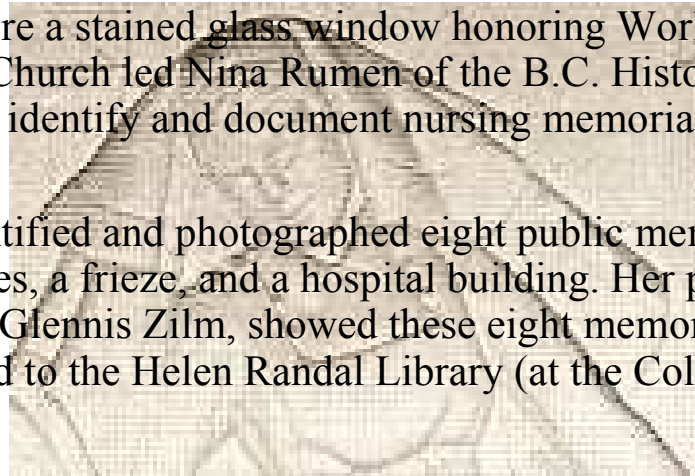 re a stained glass window honoring Wor
Church led Nina Rumen of the B.C. Histo
identify and document nursing memoria
tified and photographed eight public mem
es, a frieze, and a hospital building. Her p
Glennis Zilm, showed these eight memor
d to the Helen Randal Library (at the Col